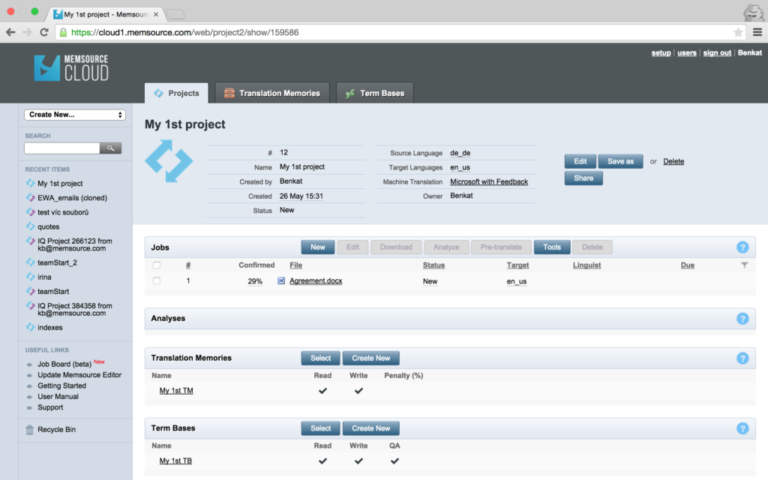 My 1st project - Memsourc
https://cloud1.memsource.com/web/project2/show/159586
MEMSOURCE
CLOUD
setup users sign out Benkat
Projects Translation Memories Term Bases
Create New...
SEARCH
RECENT ITEMS
My 1st project
EWA_emails (cloned)
test víc souborů
quotes
IQ Project 266123 from
kb@memsource.com
teamStart_2
irina
teamStart
IQ Project 384358 from
kb@memsource.com
indexes
USEFUL LINKS
Job Board (beta) New
Update Memsource Editor
Getting Started
User Manual
Support
Recycle Bin
My 1st project
# 12
Name My 1st project
Created by Benkat
Created 26 May 15:31
Status New
Source Language de_de
Target Languages en_us
Machine Translation Microsoft with Feedback
Owner Benkat
Edit Save as or Delete
Share
Jobs New Edit Download Analyze Pre-translate Tools Delete ?
# Confirmed File Status Target Linguist Due
1 29% Agreement.docx New en_us
Analyses ?
Translation Memories Select Create New ?
Name Read Write Penalty (%)
My 1st TM
Term Bases Select Create New ?
Name Read Write QA
My 1st TB